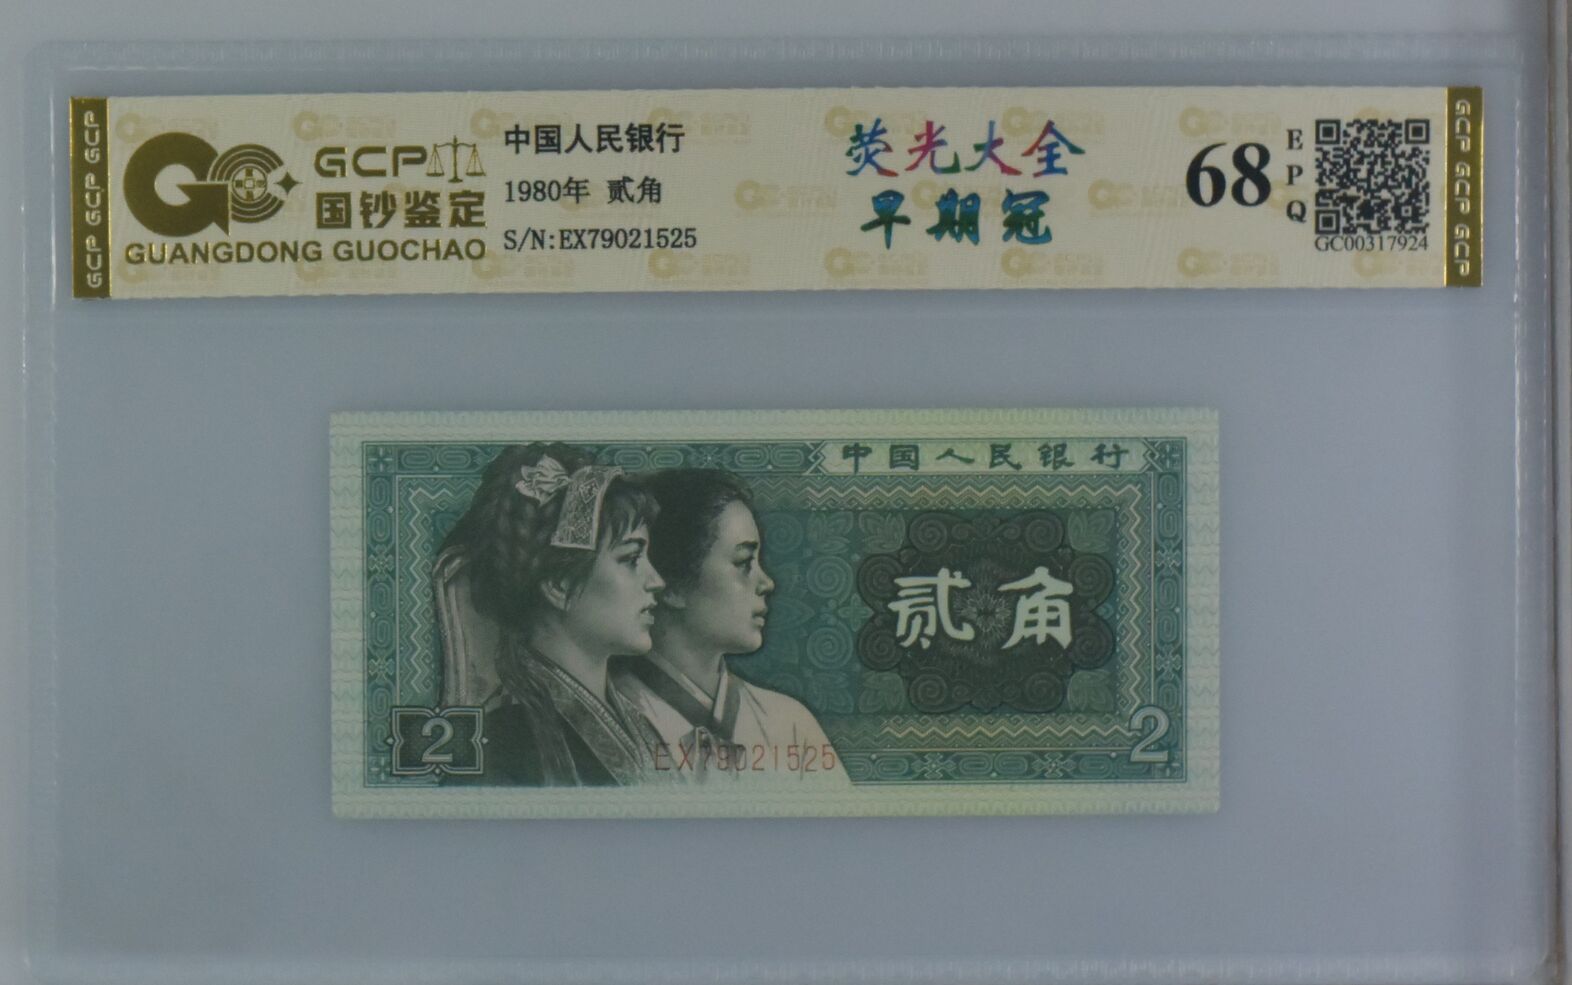 GCP GCP GCP
GCP
国钞鉴定
GUANGDONG GUOCHAO
中国人民银行
1980年 贰角
S/N:EX79021525
荧光大全
早期冠
68
EPQ
GC00317924
GCP GCP GCP
中国人民银行
贰角
2
EX79021525
2